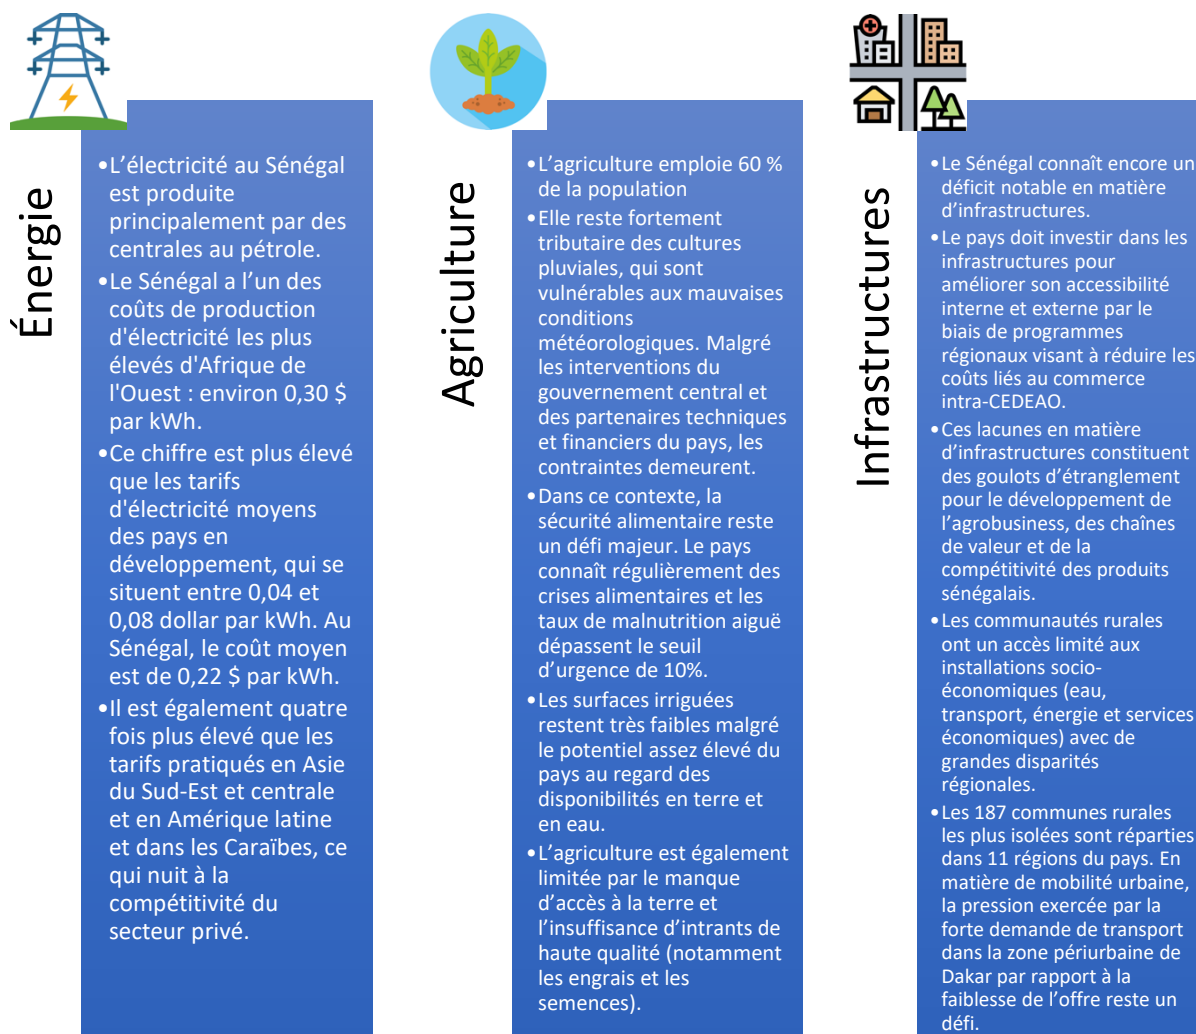 Énergie
•L’électricité au Sénégal
est produite
principalement par des
centrales au pétrole.
•Le Sénégal a l’un des
coûts de production
d'électricité les plus
élevés d'Afrique de
l'Ouest : environ 0,30 $
par kWh.
•Ce chiffre est plus élevé
que les tarifs
d'électricité moyens
des pays en
développement, qui se
situent entre 0,04 et
0,08 dollar par kWh. Au
Sénégal, le coût moyen
est de 0,22 $ par kWh.
•Il est également quatre
fois plus élevé que les
tarifs pratiqués en Asie
du Sud-Est et centrale
et en Amérique latine
et dans les Caraïbes, ce
qui nuit à la
compétitivité du
secteur privé.
Agriculture
•L’agriculture emploie 60 %
de la population
•Elle reste fortement
tributaire des cultures
pluviales, qui sont
vulnérables aux mauvaises
conditions
météorologiques. Malgré
les interventions du
gouvernement central et
des partenaires techniques
et financiers du pays, les
contraintes demeurent.
•Dans ce contexte, la
sécurité alimentaire reste
un défi majeur. Le pays
connaît régulièrement des
crises alimentaires et les
taux de malnutrition aiguë
dépassent le seuil
d’urgence de 10%.
•Les surfaces irriguées
restent très faibles malgré
le potentiel assez élevé du
pays au regard des
disponibilités en terre et
en eau.
•L’agriculture est également
limitée par le manque
d’accès à la terre et
l’insuffisance d’intrants de
haute qualité (notamment
les engrais et les
semences).
Infrastructures
•Le Sénégal connaît encore un
déficit notable en matière
d’infrastructures.
•Le pays doit investir dans les
infrastructures pour
améliorer son accessibilité
interne et externe par le
biais de programmes
régionaux visant à réduire les
coûts liés au commerce
intra-CEDEAO.
•Ces lacunes en matière
d’infrastructures constituent
des goulots d’étranglement
pour le développement de
l’agrobusiness, des chaînes
de valeur et de la
compétitivité des produits
sénégalais.
•Les communautés rurales
ont un accès limité aux
installations socio-
économiques (eau,
transport, énergie et services
économiques) avec de
grandes disparités
régionales.
•Les 187 communes rurales
les plus isolées sont réparties
dans 11 régions du pays. En
matière de mobilité urbaine,
la pression exercée par la
forte demande de transport
dans la zone périurbaine de
Dakar par rapport à la
faiblesse de l’offre reste un
défi.